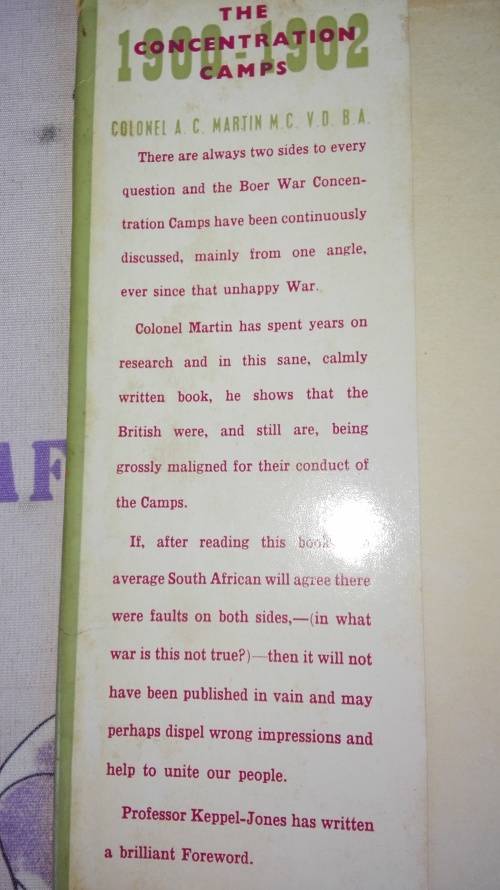 THE
1900-1902
CONCENTRATION
CAMPS
COLONEL A. C. MARTIN M.C. V.D. B.A.
There are always two sides to every
question and the Boer War Concen-
tration Camps have been continuously
discussed, mainly from one angle,
ever since that unhappy War.
Colonel Martin has spent years on
research and in this sane, calmly
written book, he shows that the
British were, and still are, being
grossly maligned for their conduct of
the Camps.
If, after reading this book
average South African will agree there
were faults on both sides,—(in what
war is this not true?)—then it will not
have been published in vain and may
perhaps dispel wrong impressions and
help to unite our people.
Professor Keppel-Jones has written
a brilliant Foreword.
AF